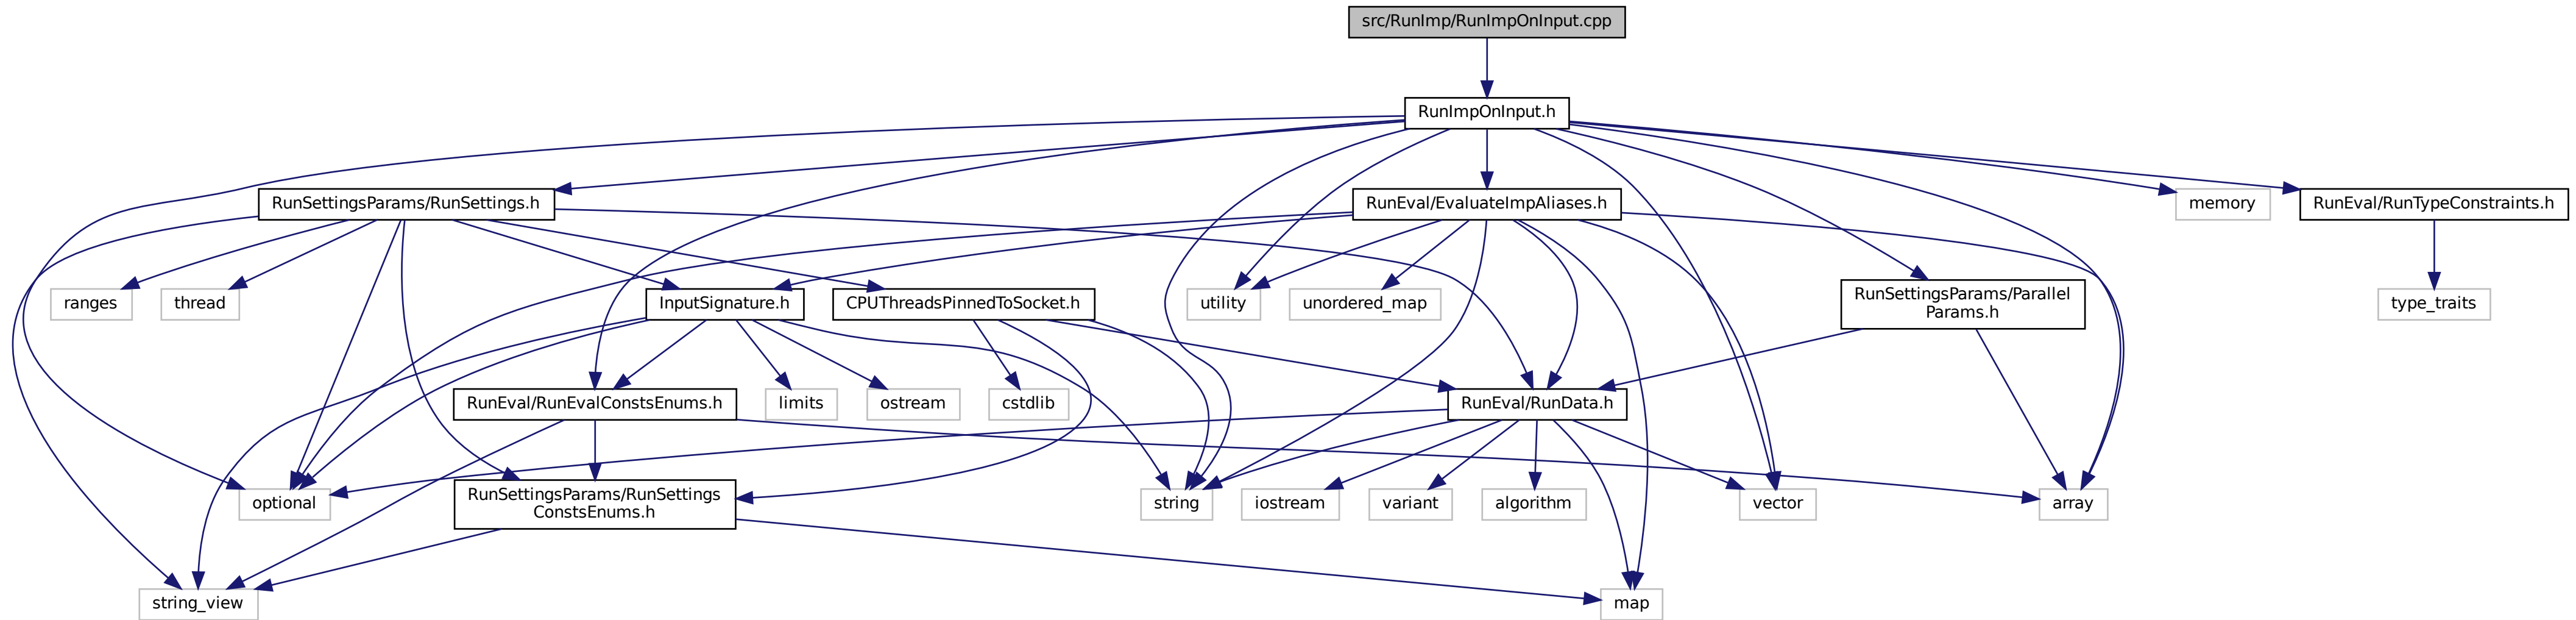 src/RunImp/RunImpOnInput.cpp
RunImpOnInput.h
RunSettingsParams/RunSettings.h
RunEval/EvaluateImpAliases.h
memory
RunEval/RunTypeConstraints.h
ranges
thread
InputSignature.h
CPUThreadsPinnedToSocket.h
utility
unordered_map
RunSettingsParams/Parallel
Params.h
type_traits
RunEval/RunEvalConstsEnums.h
limits
ostream
cstdlib
RunEval/RunData.h
optional
RunSettingsParams/RunSettings
ConstsEnums.h
string
iostream
variant
algorithm
vector
array
string_view
map